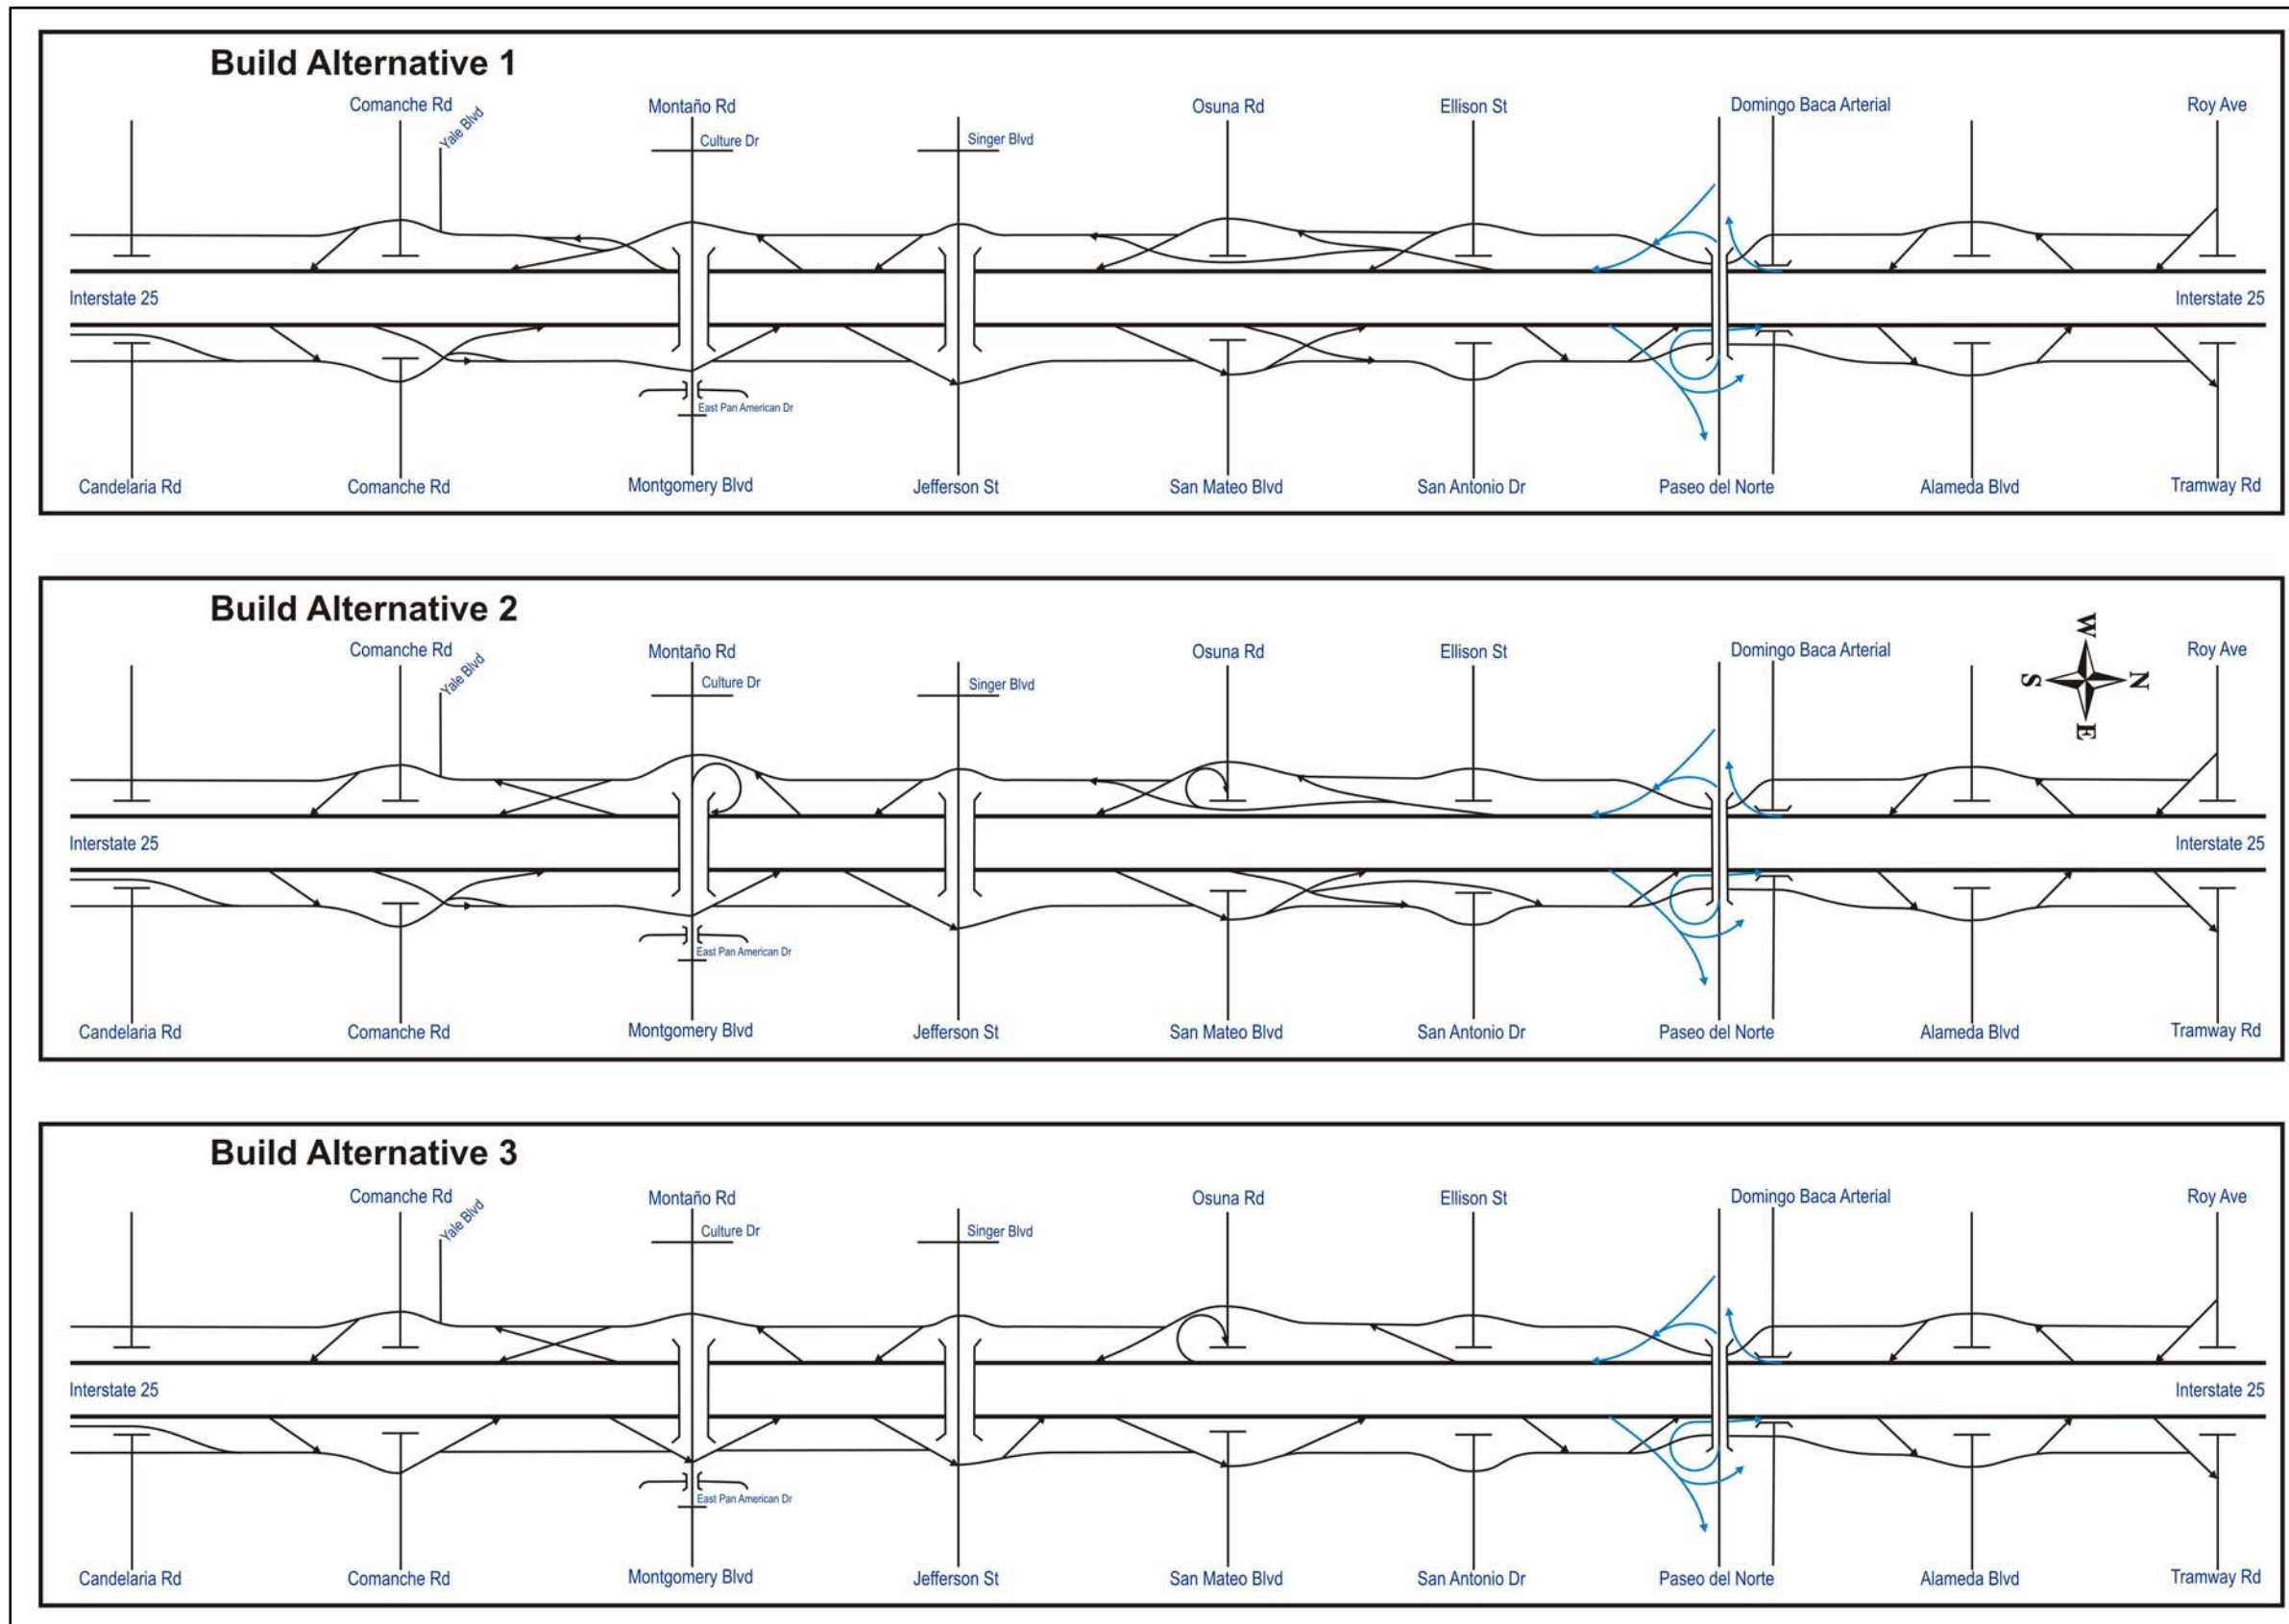 Build Alternative 1
Comanche Rd
Yale Blvd
Montaño Rd
Culture Dr
Singer Blvd
Osuna Rd
Ellison St
Domingo Baca Arterial
Roy Ave
Interstate 25
Interstate 25
East Pan American Dr
Candelaria Rd
Comanche Rd
Montgomery Blvd
Jefferson St
San Mateo Blvd
San Antonio Dr
Paseo del Norte
Alameda Blvd
Tramway Rd
Build Alternative 2
Comanche Rd
Yale Blvd
Montaño Rd
Culture Dr
Singer Blvd
Osuna Rd
Ellison St
Domingo Baca Arterial
W
S
N
E
Roy Ave
Interstate 25
Interstate 25
East Pan American Dr
Candelaria Rd
Comanche Rd
Montgomery Blvd
Jefferson St
San Mateo Blvd
San Antonio Dr
Paseo del Norte
Alameda Blvd
Tramway Rd
Build Alternative 3
Comanche Rd
Yale Blvd
Montaño Rd
Culture Dr
Singer Blvd
Osuna Rd
Ellison St
Domingo Baca Arterial
Roy Ave
Interstate 25
Interstate 25
East Pan American Dr
Candelaria Rd
Comanche Rd
Montgomery Blvd
Jefferson St
San Mateo Blvd
San Antonio Dr
Paseo del Norte
Alameda Blvd
Tramway Rd